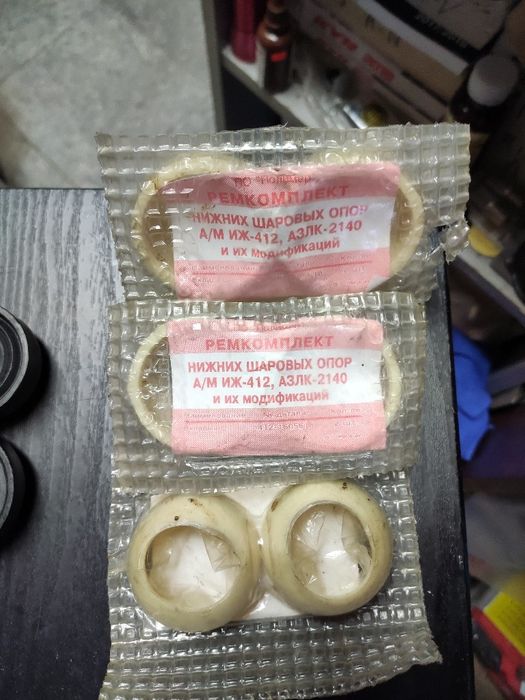 РЕМКОМПЛЕКТ
НИЖНИХ ШАРОВЫХ ОПОР
А/М ИЖ-412, АЗЛК-2140
и их модификаций
РЕМКОМПЛЕКТ
НИЖНИХ ШАРОВЫХ ОПОР
А/М ИЖ-412, АЗЛК-2140
и их модификаций